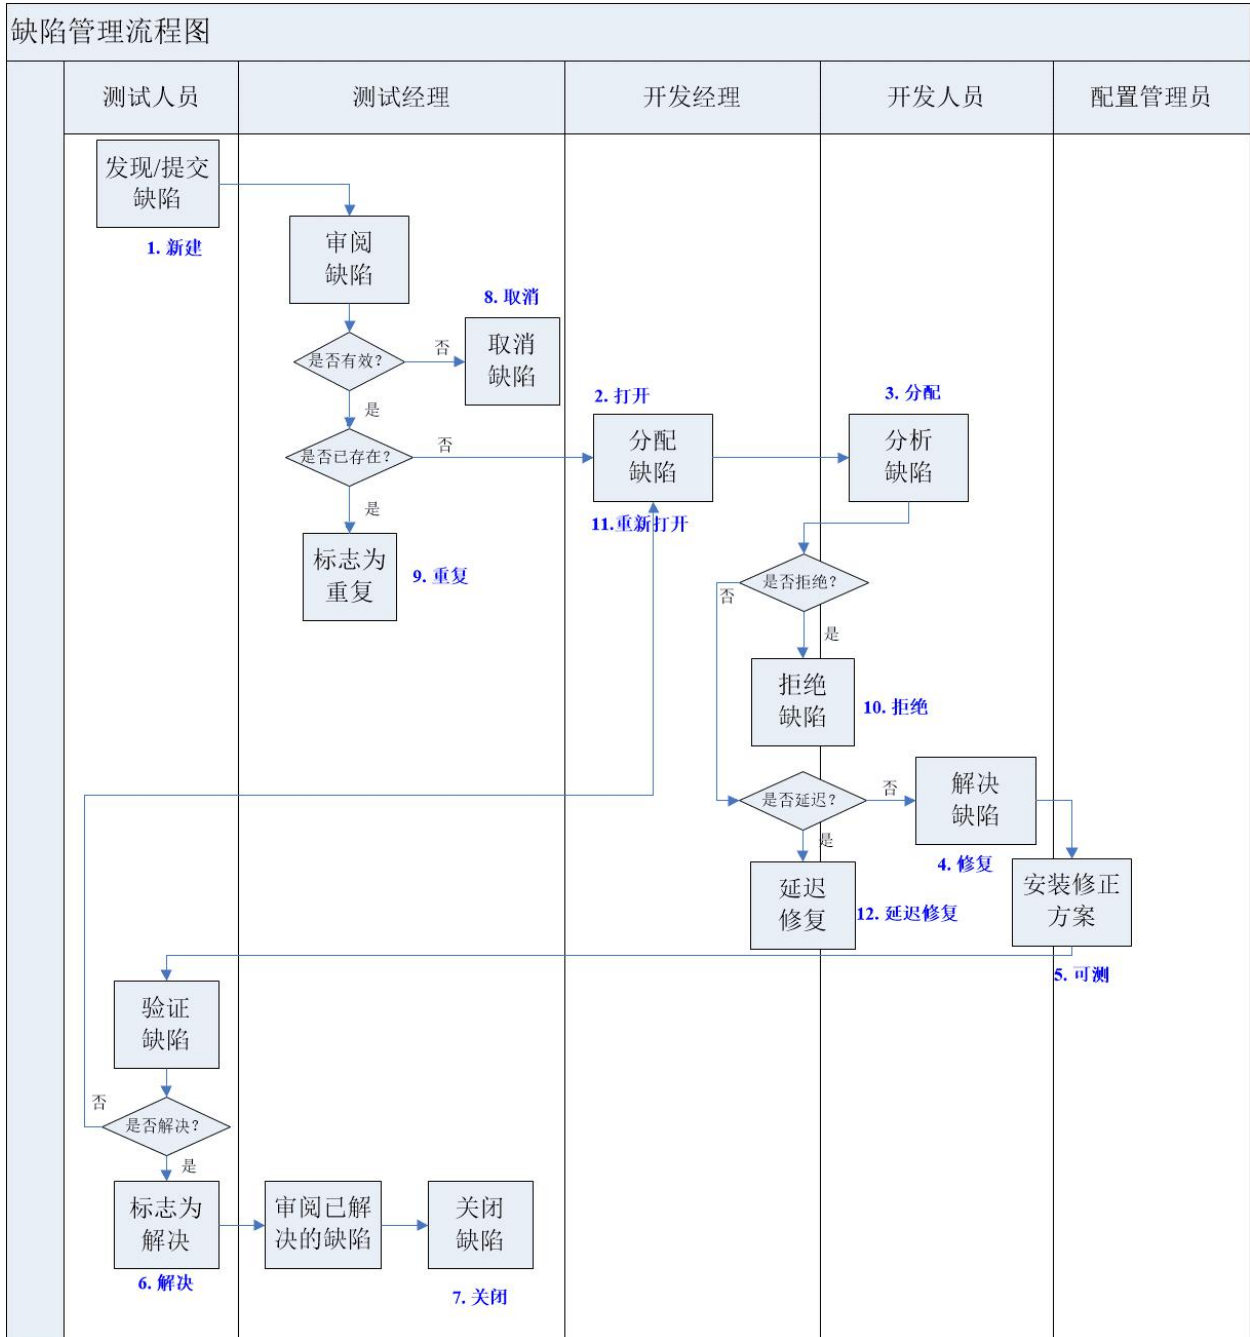 缺陷管理流程图
测试人员
测试经理
开发经理
开发人员
配置管理员
发现/提交
缺陷
1. 新建
审阅
缺陷
8. 取消
是否有效?
否
取消
缺陷
是
2. 打开
3. 分配
是否已存在?
否
分配
缺陷
分析
缺陷
是
11.重新打开
标志为
重复
9. 重复
是否拒绝?
否
是
拒绝
缺陷
10. 拒绝
是否延迟?
否
解决
缺陷
是
4. 修复
延迟
修复
12. 延迟修复
安装修正
方案
5. 可测
验证
缺陷
否
是否解决?
是
标志为
解决
审阅已解
决的缺陷
关闭
缺陷
6. 解决
7. 关闭